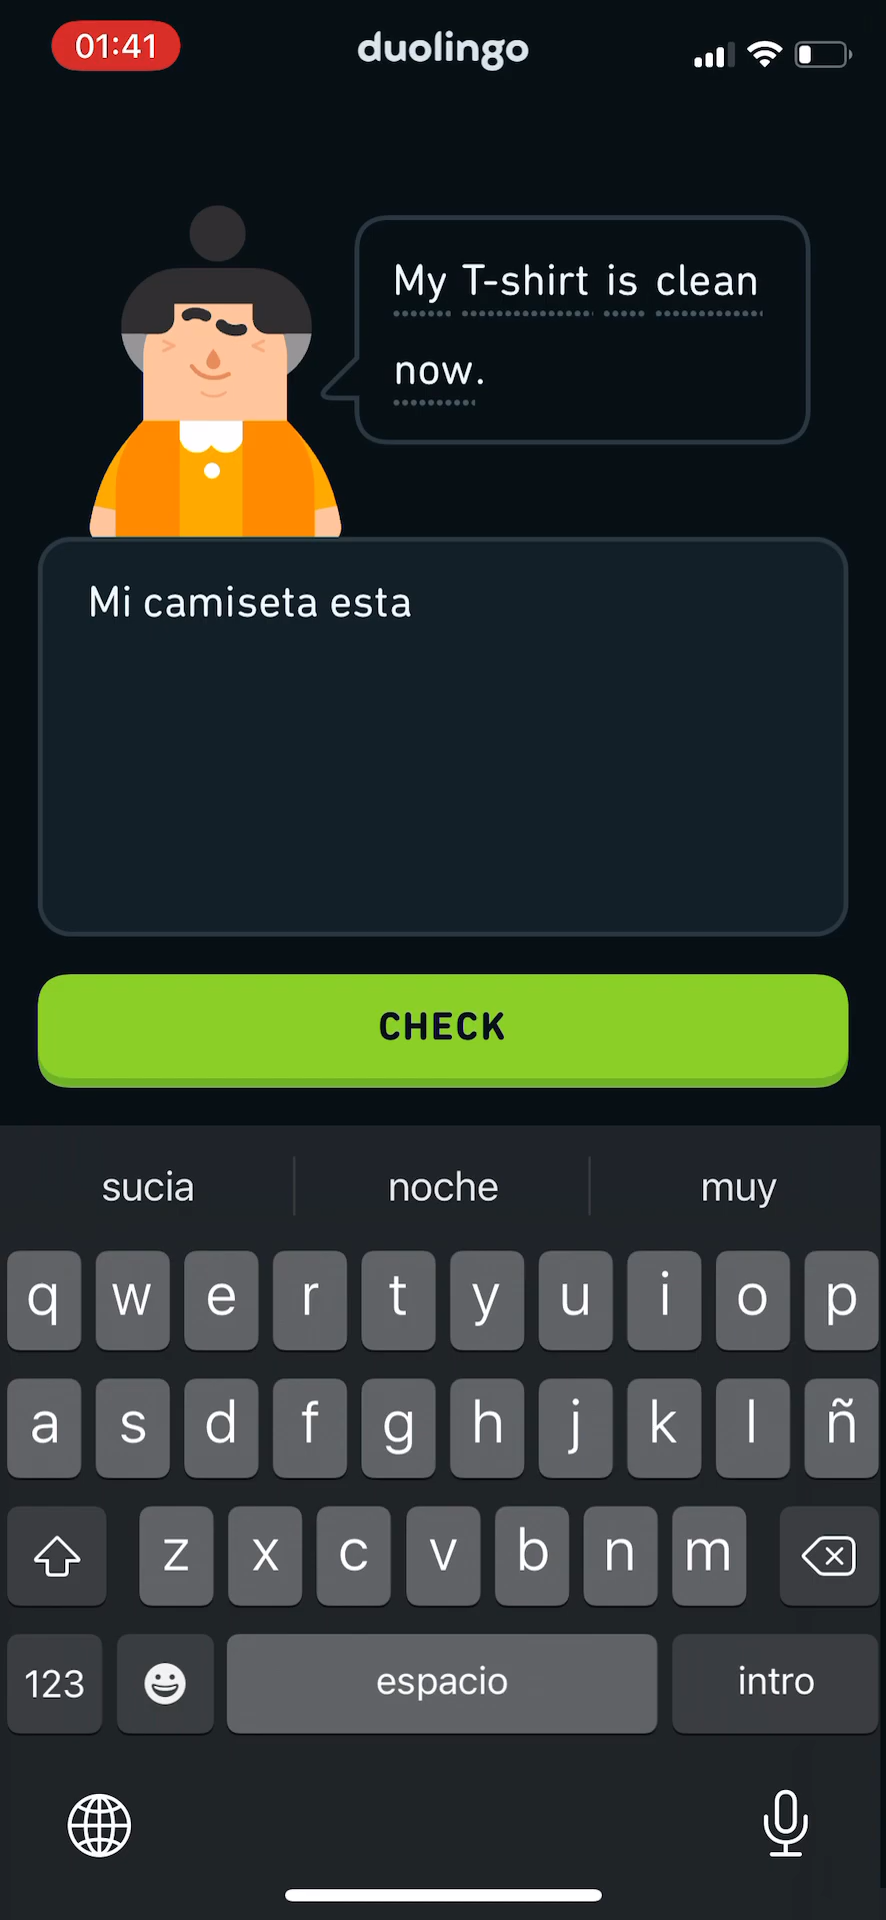 01:41
duolingo
My T-shirt is clean
now.
Mi camiseta esta
CHECK
sucia noche muy
q w e r t y u i o p
a s d f g h j k l ñ
z x c v b n m
123 espacio intro